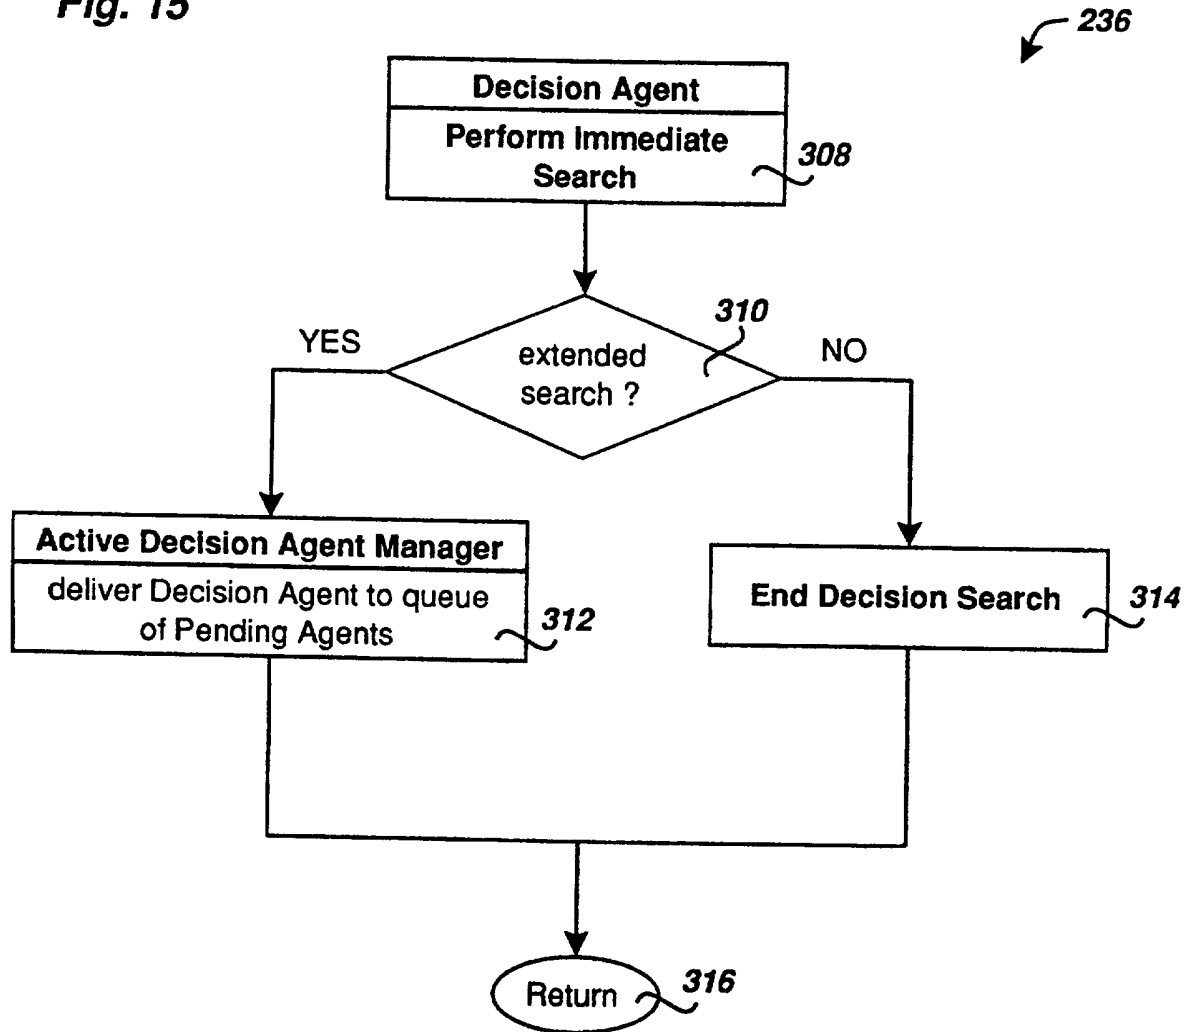 Fig. 15
236
Decision Agent
Perform Immediate
Search
308
310
extended
search ?
YES
NO
Active Decision Agent Manager
deliver Decision Agent to queue
of Pending Agents
312
End Decision Search
314
Return
316